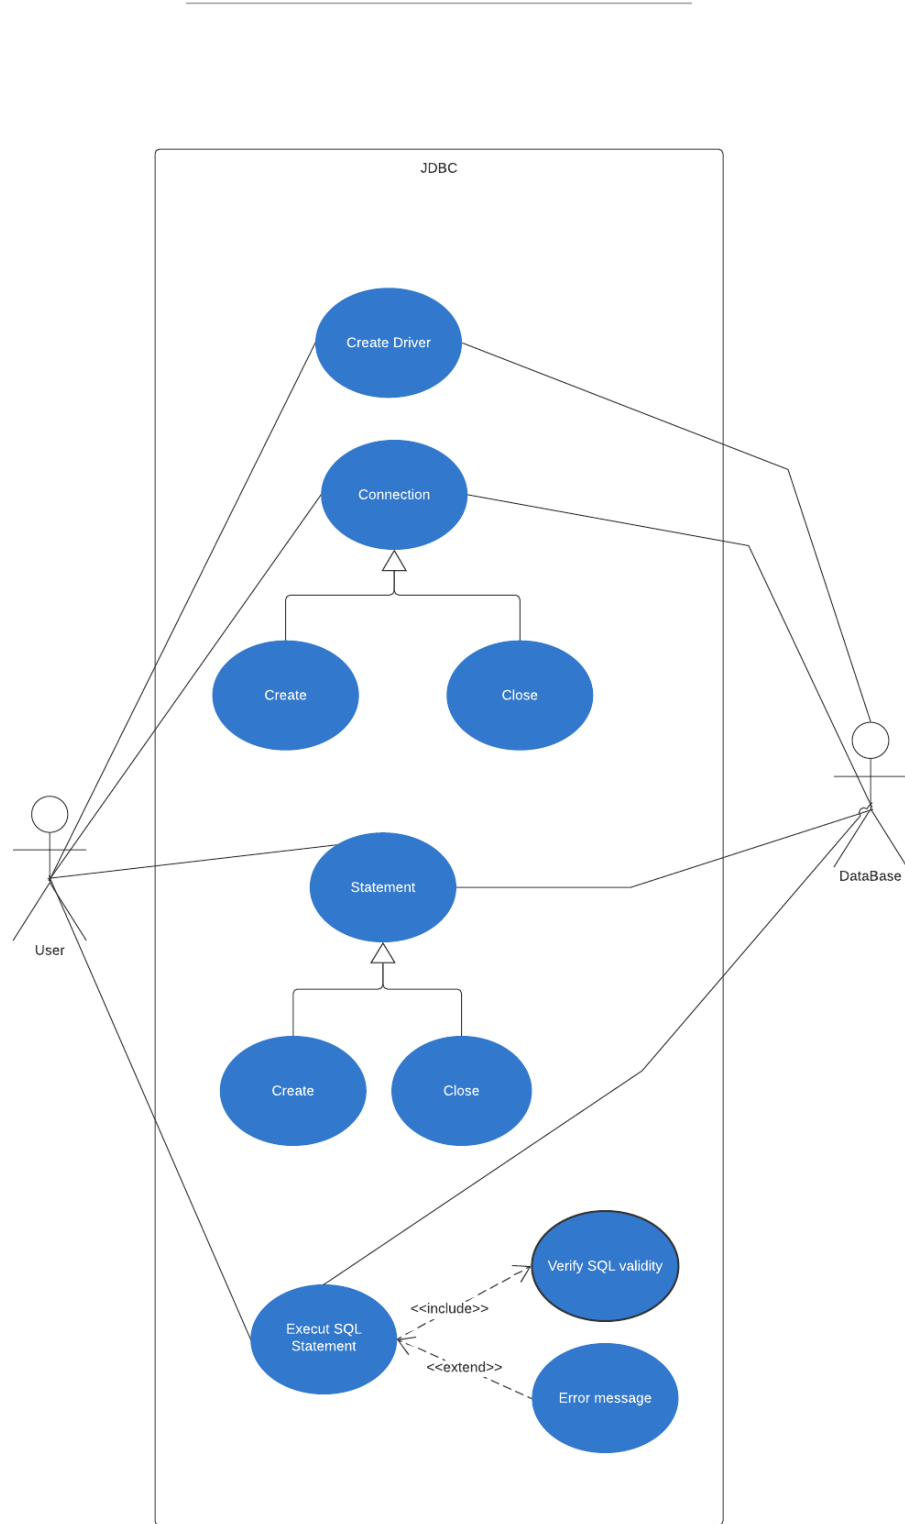 JDBC
Create Driver
Connection
Create
Close
User
DataBase
Statement
Create
Close
Execut SQL
Statement
<<include>>
Verify SQL validity
<<extend>>
Error message